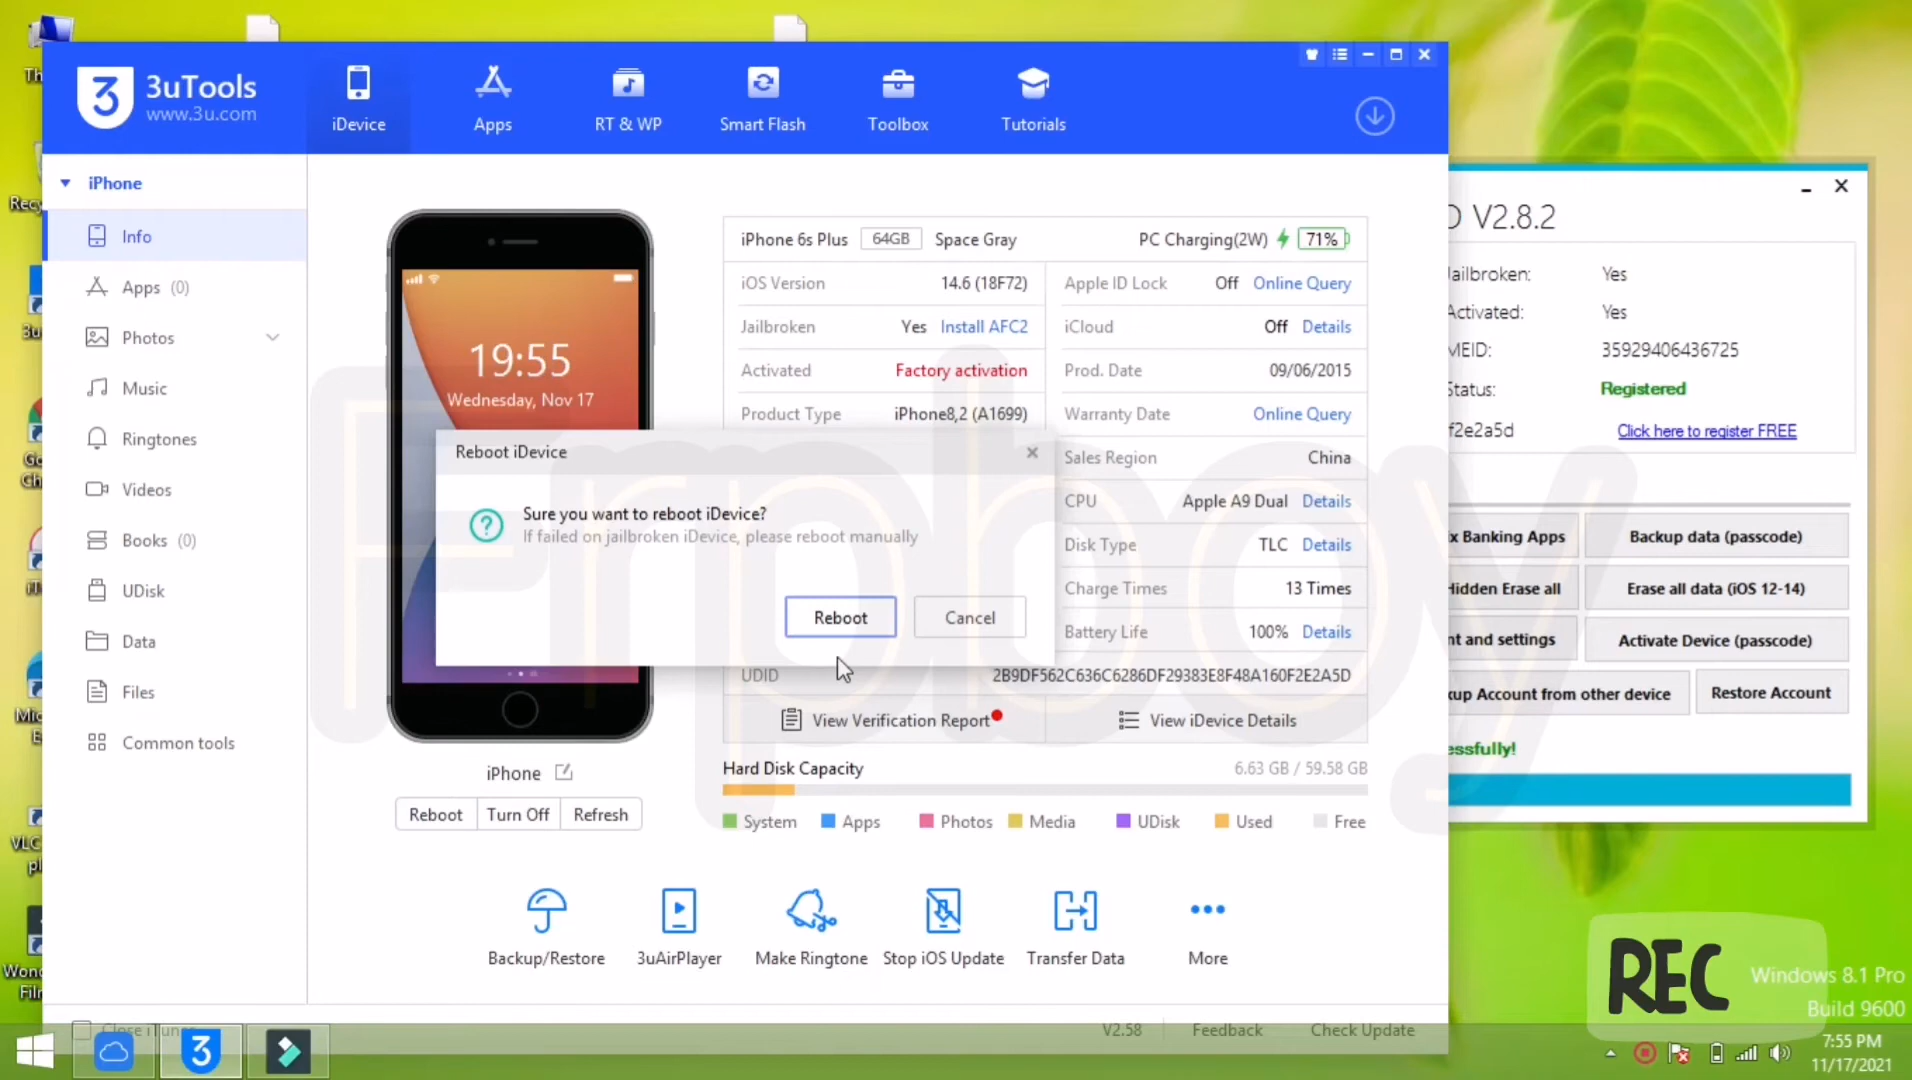 3uTools
www.3u.com
iDevice
Apps
RT & WP
Smart Flash
Toolbox
Tutorials
iPhone
Info
Apps (0)
Photos
Music
Ringtones
Videos
Books (0)
UDisk
Data
Files
Common tools
19:55
Wednesday, Nov 17
iPhone
Reboot
Turn Off
Refresh
iPhone 6s Plus 64GB Space Gray PC Charging(2W) 71%
iOS Version 14.6 (18F72)
Apple ID Lock Off Online Query
Jailbroken Yes Install AFC2
iCloud Off Details
Activated Factory activation
Prod. Date 09/06/2015
Product Type iPhone8,2 (A1699)
Warranty Date Online Query
Sales Region China
CPU Apple A9 Dual Details
Disk Type TLC Details
Charge Times 13 Times
Battery Life 100% Details
UDID 2B9DF562C636C6286DF29383E8F48A160F2E2A5D
View Verification Report
View iDevice Details
Reboot iDevice
Sure you want to reboot iDevice?
If failed on jailbroken iDevice, please reboot manually
Reboot
Cancel
Hard Disk Capacity 6.63 GB / 59.58 GB
System Apps Photos Media UDisk Used Free
Backup/Restore
3uAirPlayer
Make Ringtone
Stop iOS Update
Transfer Data
More
Close iTunes
V2.58
Feedback
Check Update
V2.8.2
Jailbroken: Yes
Activated: Yes
MEID: 35929406436725
Status: Registered
f2e2a5d Click here to register FREE
x Banking Apps
Backup data (passcode)
Hidden Erase all
Erase all data (iOS 12-14)
nt and settings
Activate Device (passcode)
kup Account from other device
Restore Account
essfully!
Frpboy
REC
Windows 8.1 Pro
Build 9600
7:55 PM
11/17/2021